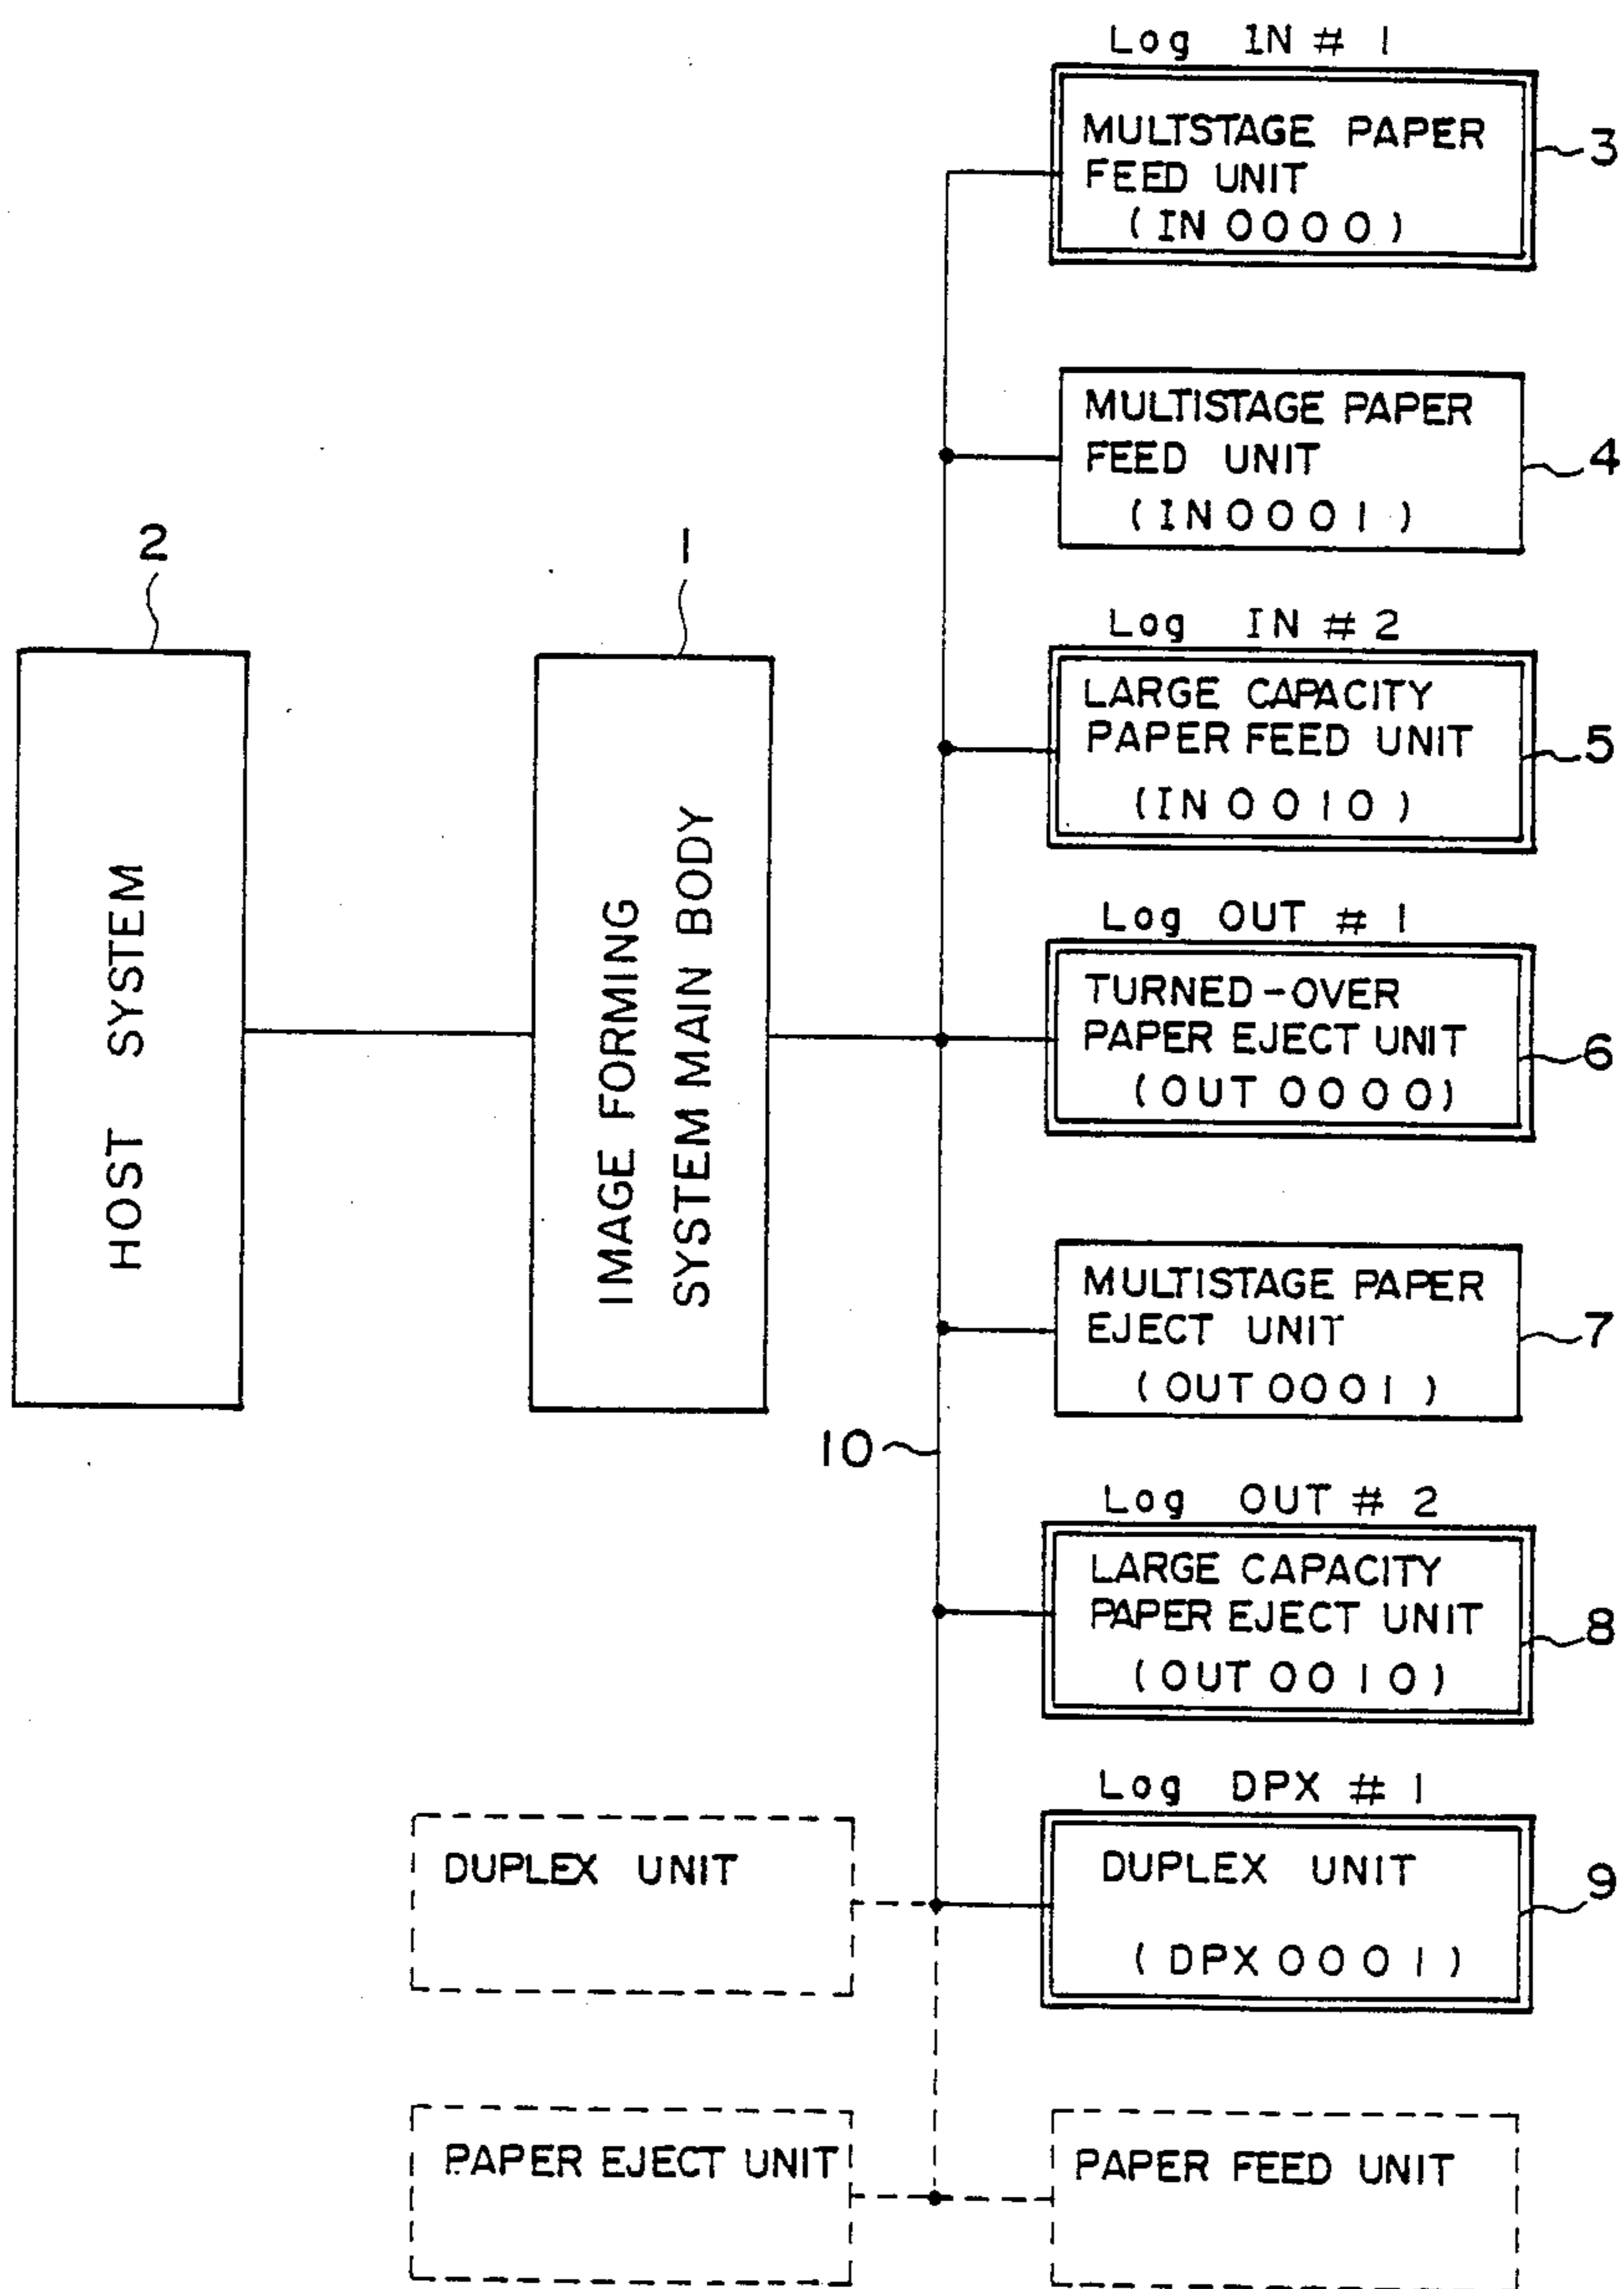 Log IN # 1
MULTSTAGE PAPER
FEED UNIT
(IN 0000)
3
MULTISTAGE PAPER
FEED UNIT
(IN0001)
4
2
1
Log IN # 2
LARGE CAPACITY
PAPER FEED UNIT
(IN 0010)
5
HOST SYSTEM
IMAGE FORMING
SYSTEM MAIN BODY
Log OUT # 1
TURNED-OVER
PAPER EJECT UNIT
(OUT 0000)
6
MULTISTAGE PAPER
EJECT UNIT
(OUT 0001)
7
10
Log OUT # 2
LARGE CAPACITY
PAPER EJECT UNIT
(OUT 0010)
8
Log DPX # 1
DUPLEX UNIT
(DPX 0001)
9
DUPLEX UNIT
PAPER EJECT UNIT
PAPER FEED UNIT